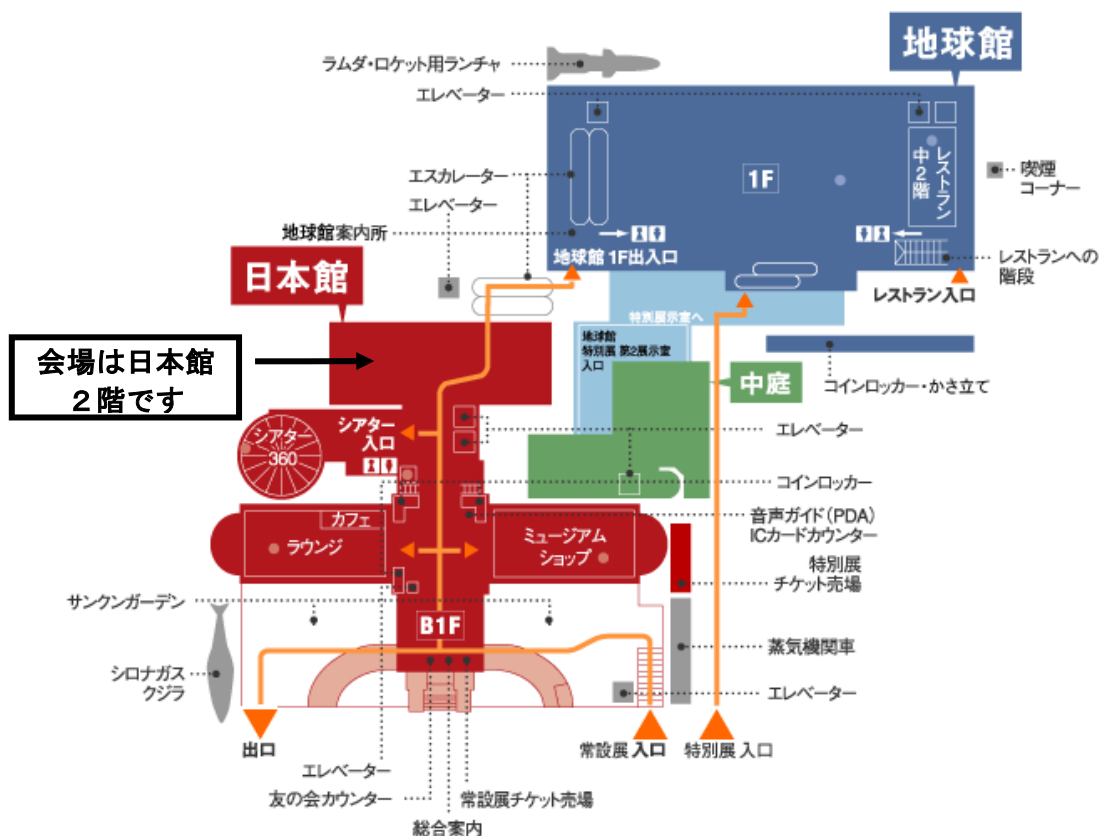 地球館
ラムダ・ロケット用ランチャ
エレベーター
レストラン
中2階
1F
喫煙
コーナー
エスカレーター
エレベーター
地球館案内所
地球館 1F出入口
レストランへの
階段
レストラン入口
日本館
特別展示室へ
地球館
特別展 第2展示室
入口
会場は日本館
２階です
中庭
コインロッカー・かさ立て
シアター
入口
シアター
360
エレベーター
コインロッカー
カフェ
ラウンジ
ミュージアム
ショップ
音声ガイド（PDA）
ICカードカウンター
特別展
チケット売場
サンクンガーデン
B1F
蒸気機関車
シロナガス
クジラ
エレベーター
出口
常設展 入口
特別展 入口
エレベーター
友の会カウンター
常設展チケット売場
総合案内